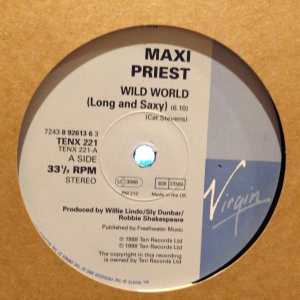 MAXI
PRIEST
WILD WORLD
(Long and Saxy) (6.10)
(Cat Stevens)
7243 8 92613 6 3
TENX 221
TENX 221-A
A SIDE
33⅓ RPM
STEREO
Made in the UK
Produced by Willie Lindo/Sly Dunbar/
Robbie Shakespeare
Published by Freshwater Music
℗ 1988 Ten Records Ltd
© 1988 Ten Records Ltd
The copyright in this recording
is owned by Ten Records Ltd
Virgin